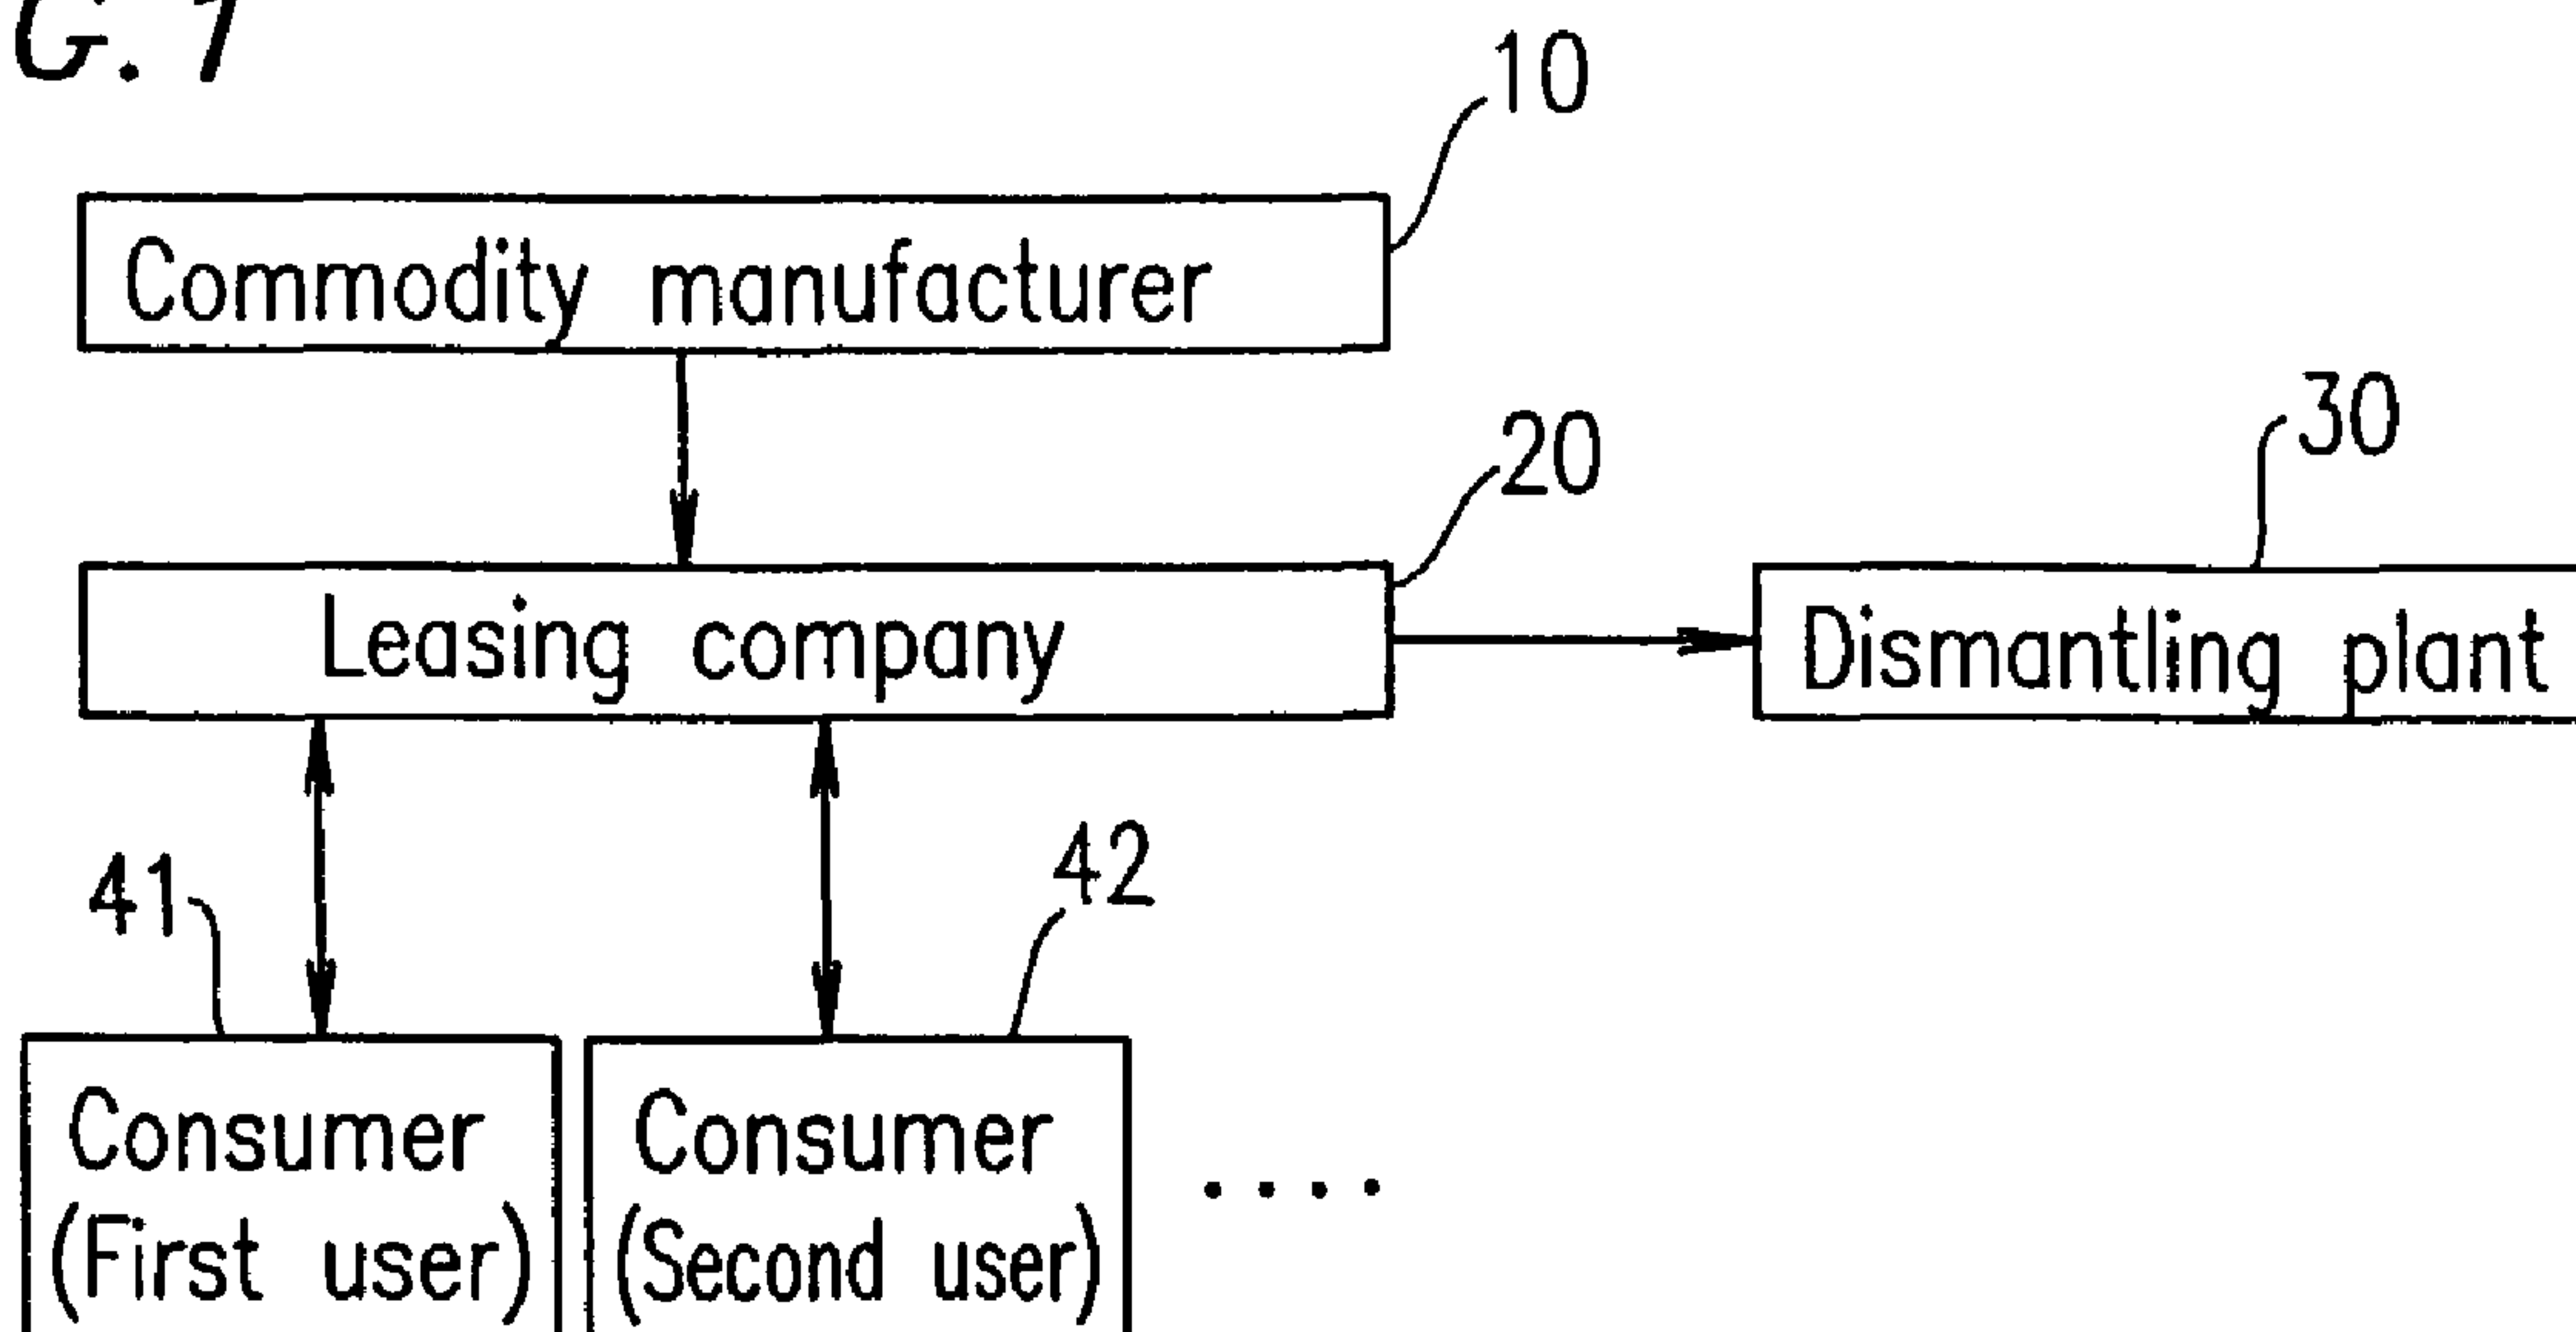 G. 1
10
Commodity manufacturer
20
30
Leasing company
Dismantling plant
41
42
Consumer
(First user)
Consumer
(Second user)
....